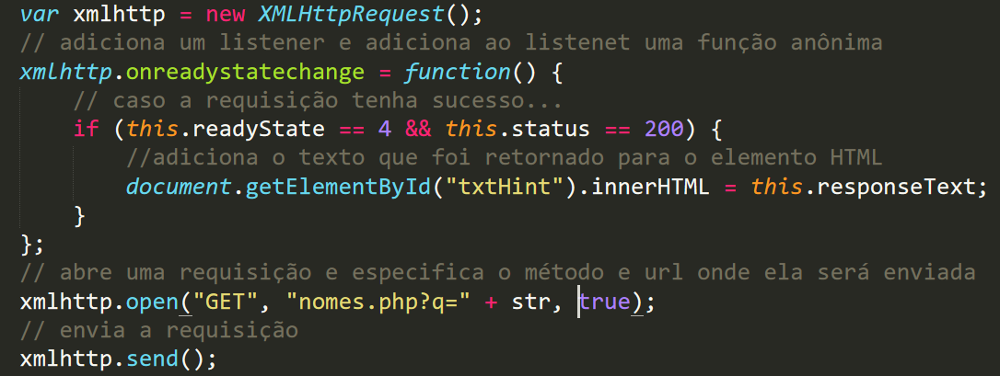 var xmlhttp = new XMLHttpRequest();
// adiciona um listener e adiciona ao listenet uma função anônima
xmlhttp.onreadystatechange = function() {
// caso a requisição tenha sucesso...
if (this.readyState == 4 && this.status == 200) {
//adiciona o texto que foi retornado para o elemento HTML
document.getElementById("txtHint").innerHTML = this.responseText;
}
};
// abre uma requisição e especifica o método e url onde ela será enviada
xmlhttp.open("GET", "nomes.php?q=" + str, true);
// envia a requisição
xmlhttp.send();